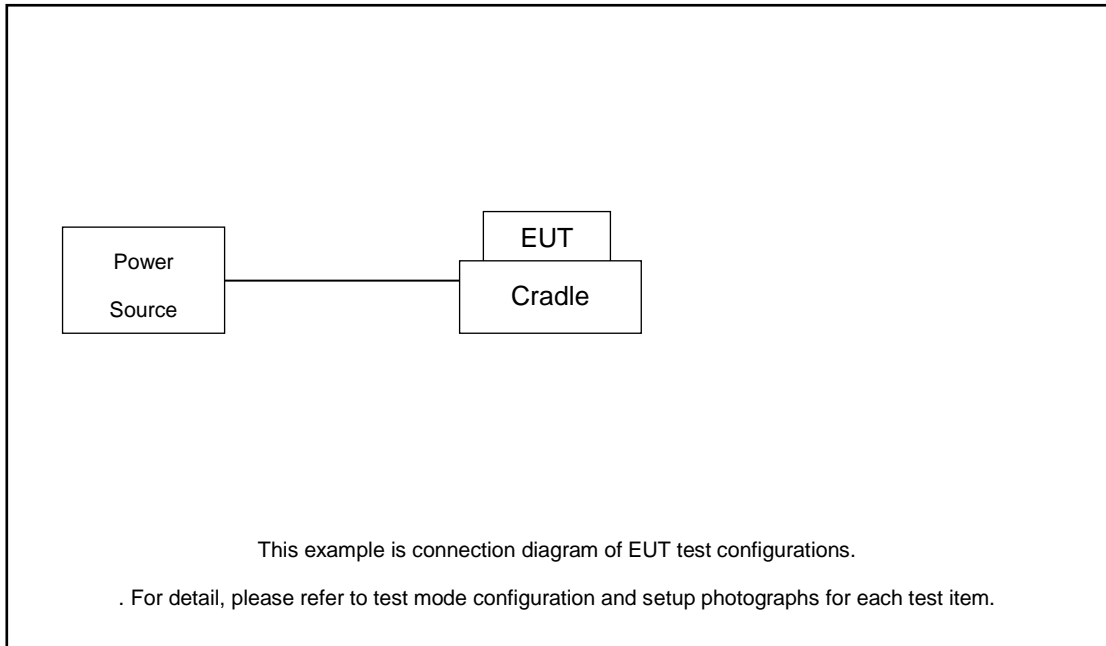 Power
Source
EUT
Cradle
This example is connection diagram of EUT test configurations.
. For detail, please refer to test mode configuration and setup photographs for each test item.